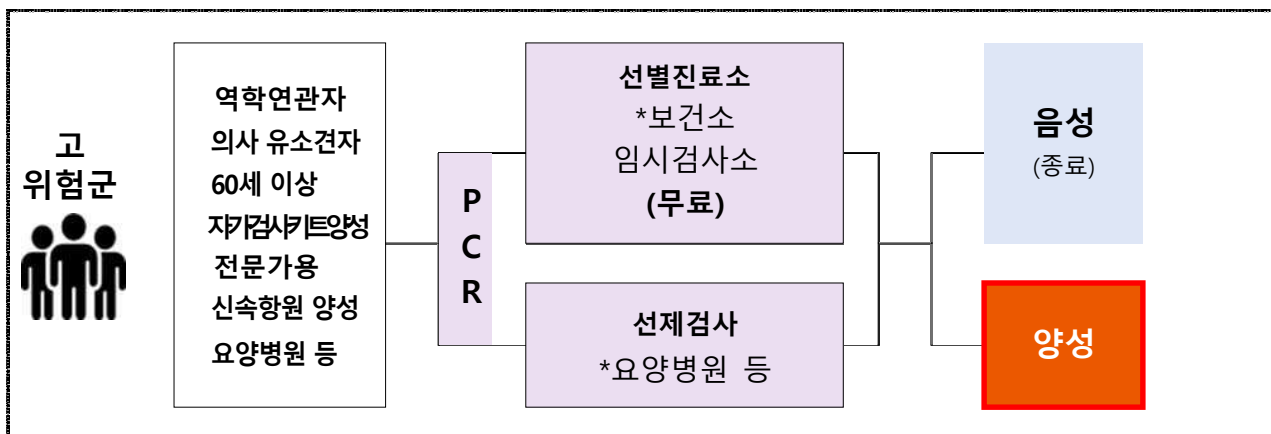 고
위험군
역학연관자
의사 유소견자
60세 이상
자가검사키트양성
전문가용
신속항원 양성
요양병원 등
P
C
R
선별진료소
*보건소
임시검사소
(무료)
선제검사
*요양병원 등
음성
(종료)
양성